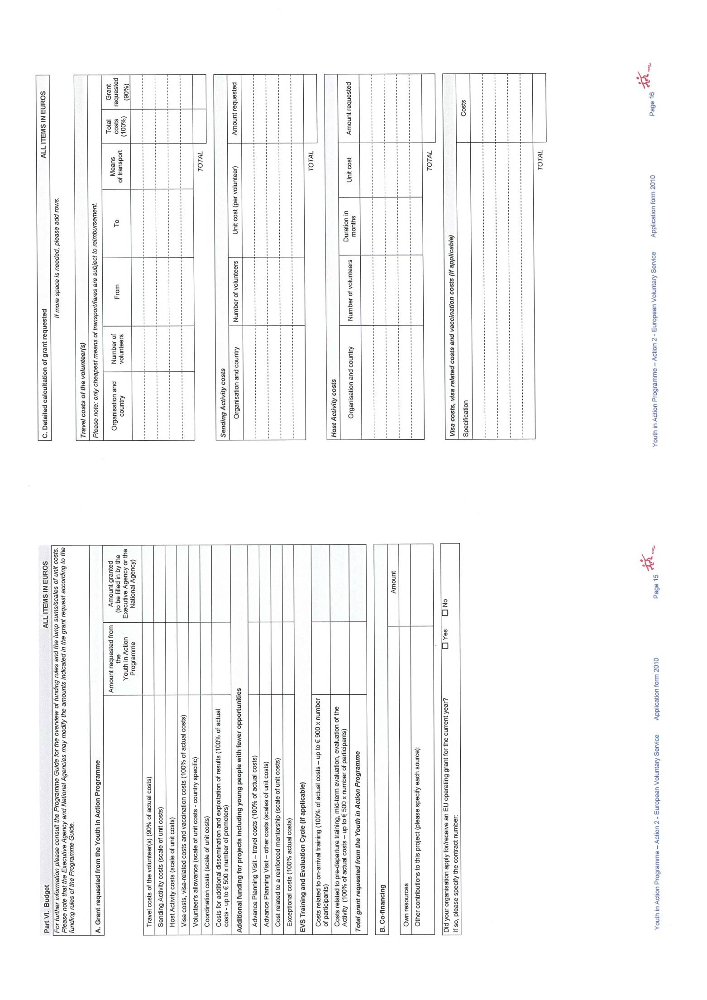 Part VI. Budget ALL ITEMS IN EUROS
For further information please consult the Programme Guide for the overview of funding rules and the lump sums/scales of unit costs.
Please note that the Executive Agency and National Agencies may modify the amounts indicated in the grant request according to the
funding rules of the Programme Guide.
A. Grant requested from the Youth in Action Programme
Amount requested from
the
Youth in Action
Programme
Amount granted
(to be filled in by the
Executive Agency or the
National Agency)
Travel costs of the volunteer(s) (90% of actual costs)
Sending Activity costs (scale of unit costs)
Host Activity costs (scale of unit costs)
Visa costs, visa-related costs and vaccination costs (100% of actual costs)
Volunteer's allowance (scale of unit costs - country specific)
Coordination costs (scale of unit costs)
Costs for additional dissemination and exploitation of results (100% of actual
costs - up to € 500 x number of promoters)
Additional funding for projects including young people with fewer opportunities
Advance Planning Visit – travel costs (100% of actual costs)
Advance Planning Visit – other costs (scales of unit costs)
Cost related to a reinforced mentorship (scale of unit costs)
Exceptional costs (100% actual costs)
EVS Training and Evaluation Cycle (if applicable)
Costs related to on-arrival training (100% of actual costs – up to € 900 x number
of participants)
Costs related to pre-departure training, mid-term evaluation, evaluation of the
Activity (100% of actual costs – up to € 500 x number of participants)
Total grant requested from the Youth in Action Programme
B. Co-financing
Amount
Own resources
Other contributions to this project (please specify each source):
Did your organisation apply for/receive an EU operating grant for the current year? ☐ Yes ☐ No
If so, please specify the contract number:
Youth in Action Programme – Action 2 - European Voluntary Service Application form 2010 Page 15
C. Detailed calcultation of grant requested ALL ITEMS IN EUROS
If more space is needed, please add rows.
Travel costs of the volunteer(s)
Please note: only cheapest means of transport/fares are subject to reimbursement.
Organisation and
country
Number of
volunteers
From
To
Means
of transport
Total
costs
(100%)
Grant
requested
(90%)
TOTAL
Sending Activity costs
Organisation and country Number of volunteers Unit cost (per volunteer) Amount requested
TOTAL
Host Activity costs
Organisation and country
Number of volunteers
Duration in
months
Unit cost
Amount requested
TOTAL
Visa costs, visa related costs and vaccination costs (if applicable)
Specification Costs
TOTAL
Youth in Action Programme – Action 2 - European Voluntary Service Application form 2010 Page 16